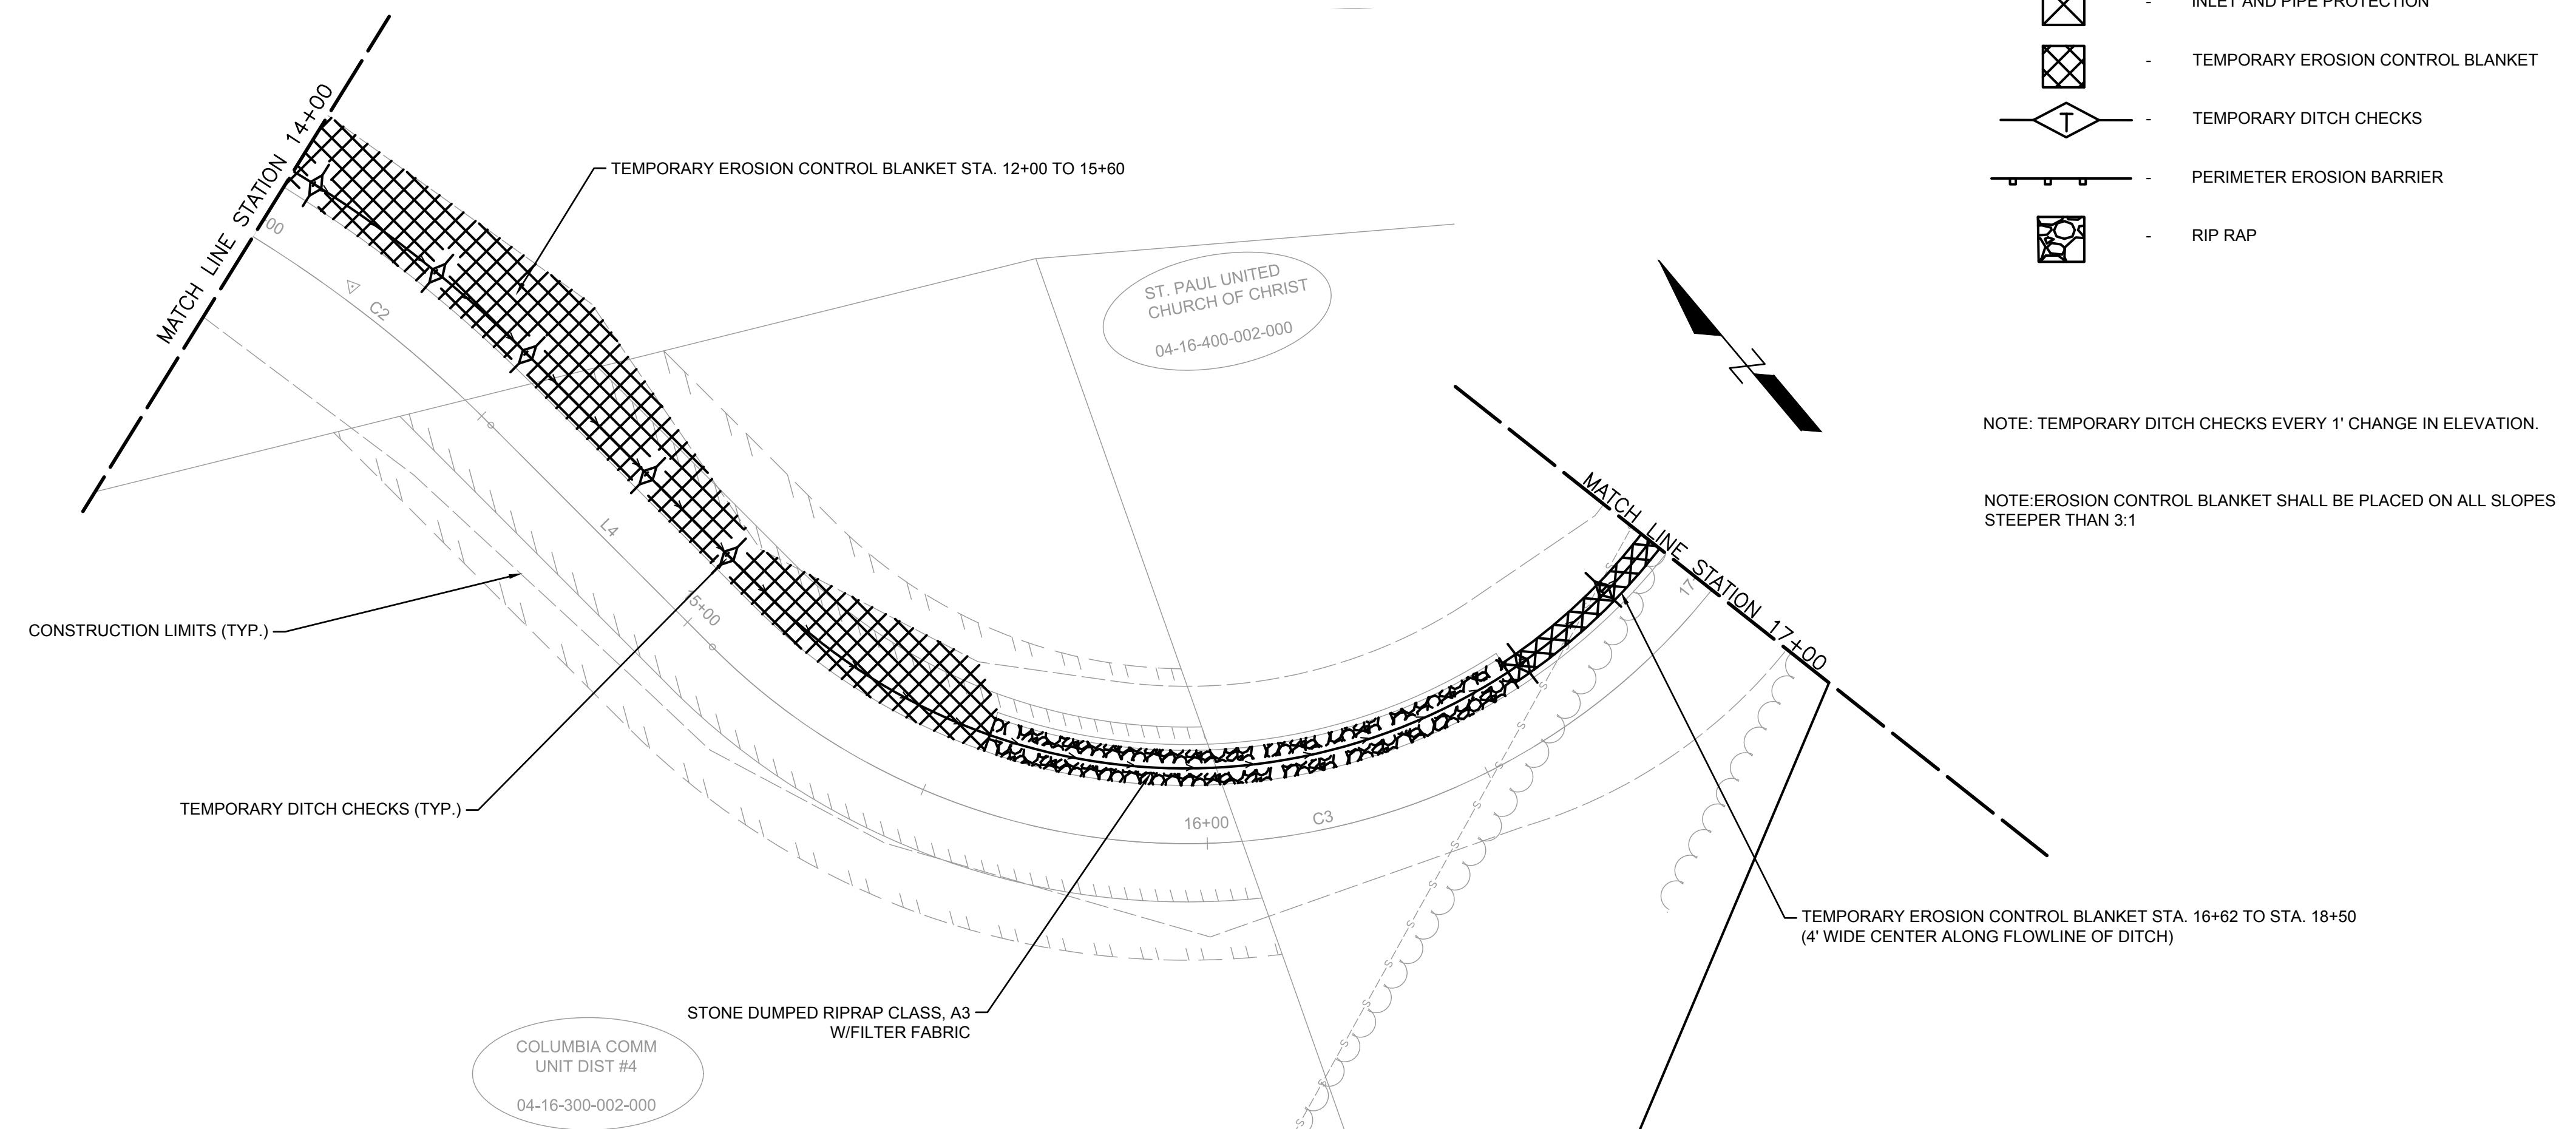 - INLET AND PIPE PROTECTION
- TEMPORARY EROSION CONTROL BLANKET
T - TEMPORARY DITCH CHECKS
- PERIMETER EROSION BARRIER
- RIP RAP
NOTE: TEMPORARY DITCH CHECKS EVERY 1' CHANGE IN ELEVATION.
NOTE:EROSION CONTROL BLANKET SHALL BE PLACED ON ALL SLOPES
STEEPER THAN 3:1
MATCH LINE STATION 14+00
TEMPORARY EROSION CONTROL BLANKET STA. 12+00 TO 15+60
00
C2
ST. PAUL UNITED
CHURCH OF CHRIST
04-16-400-002-000
N
MATCH LINE STATION 17+00
L4
15+00
17
CONSTRUCTION LIMITS (TYP.)
TEMPORARY DITCH CHECKS (TYP.)
16+00
C3
TEMPORARY EROSION CONTROL BLANKET STA. 16+62 TO STA. 18+50
(4' WIDE CENTER ALONG FLOWLINE OF DITCH)
STONE DUMPED RIPRAP CLASS, A3
W/FILTER FABRIC
COLUMBIA COMM
UNIT DIST #4
04-16-300-002-000
S
S
S
S
S
S
S
S
S
S
S